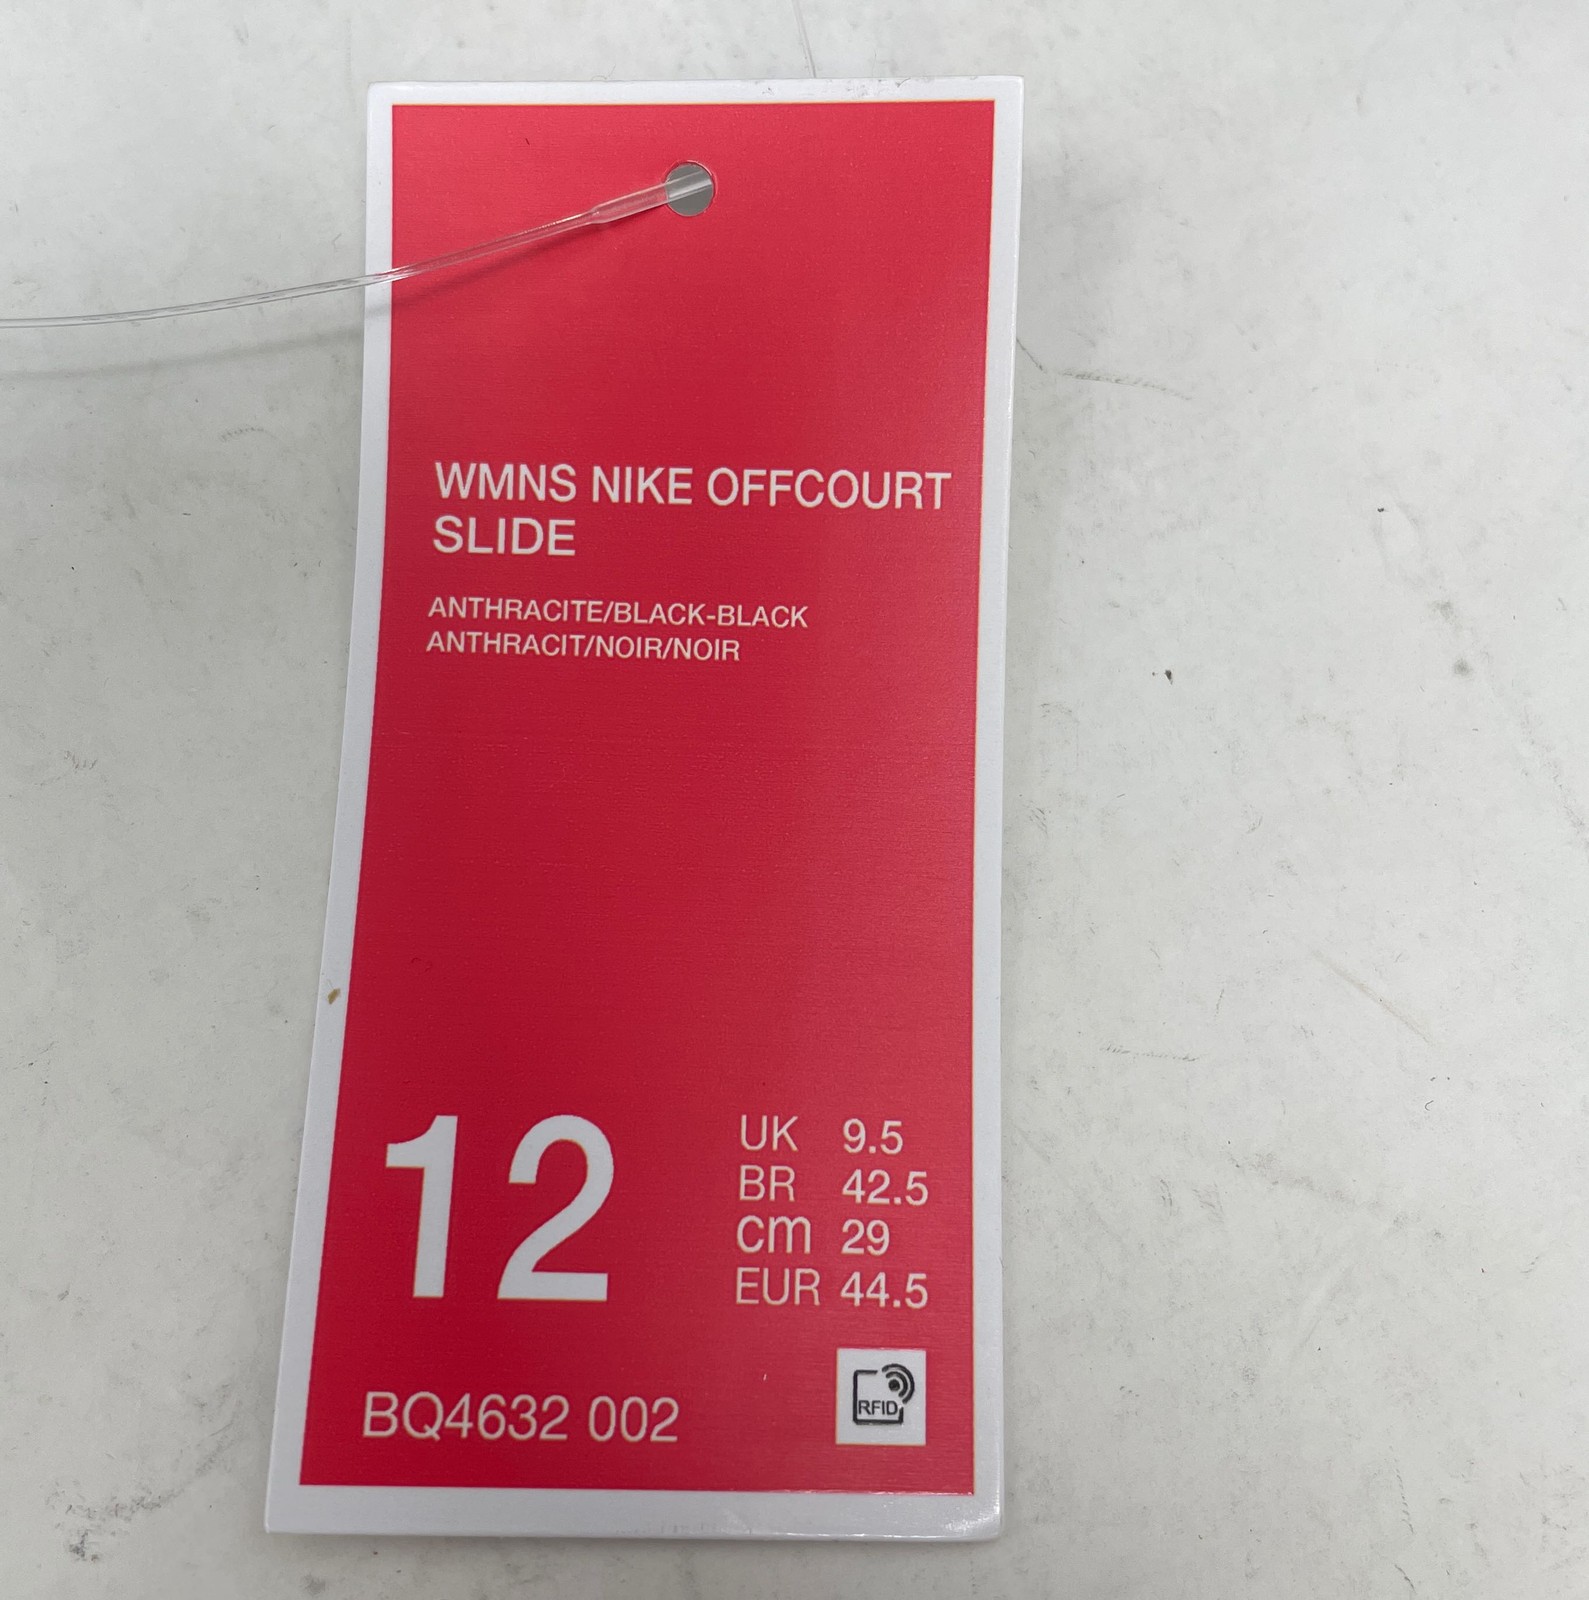 WMNS NIKE OFFCOURT
SLIDE
ANTHRACITE/BLACK-BLACK
ANTHRACIT/NOIR/NOIR
12
UK 9.5
BR 42.5
cm 29
EUR 44.5
BQ4632 002
RFID